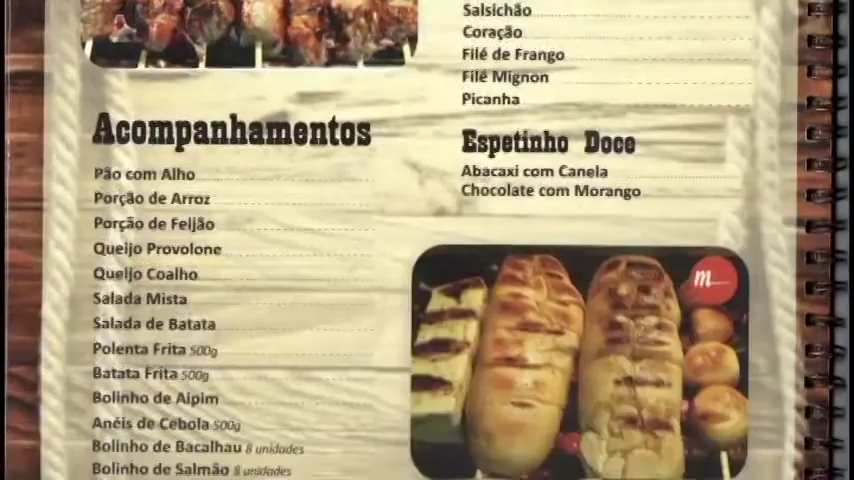 Acompanhamentos
Pão com Alho
Porção de Arroz
Porção de Feijão
Queijo Provolone
Queijo Coalho
Salada Mista
Salada de Batata
Polenta Frita 500g
Batata Frita 500g
Bolinho de Aipim
Anéis de Cebola 500g
Bolinho de Bacalhau 8 unidades
Bolinho de Salmão 8 unidades
Salsichão
Coração
Filé de Frango
Filé Mignon
Picanha
Espetinho Doce
Abacaxi com Canela
Chocolate com Morango
m